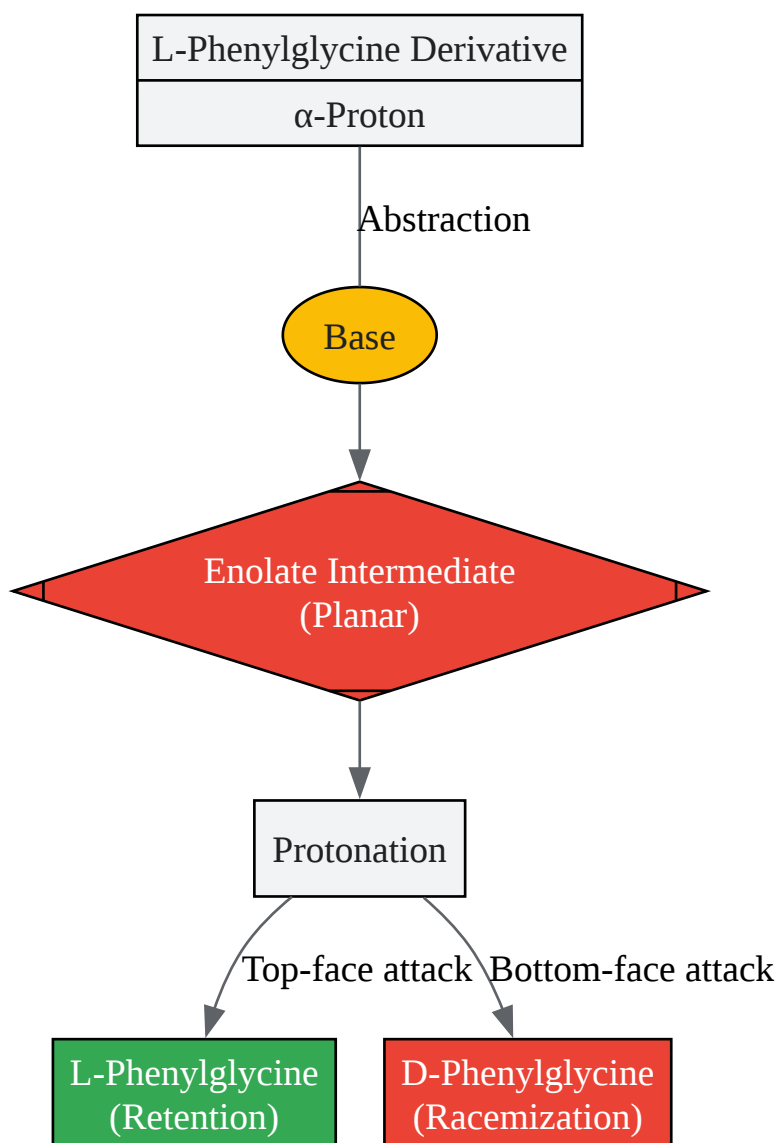 L-Phenylglycine Derivative
α-Proton
Abstraction
Base
Enolate Intermediate
(Planar)
Protonation
Top-face attack
Bottom-face attack
L-Phenylglycine
(Retention)
D-Phenylglycine
(Racemization)